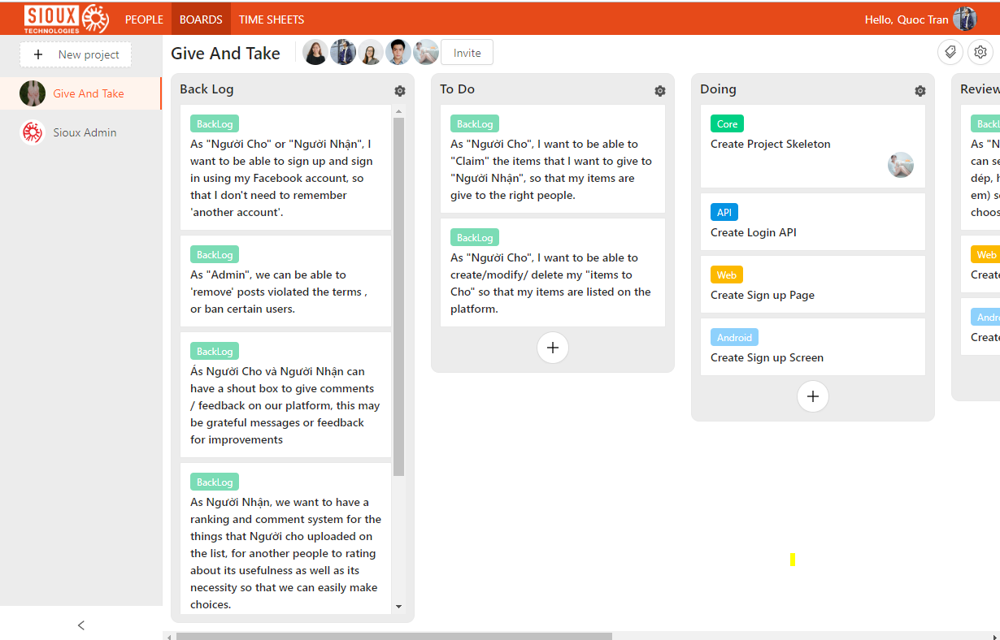 SIOUX
TECHNOLOGIES
PEOPLE
BOARDS
TIME SHEETS
Hello, Quoc Tran
+ New project
Give And Take
Sioux Admin
Give And Take
Invite
Back Log
BackLog
As "Người Cho" or "Người Nhận", I
want to be able to sign up and sign
in using my Facebook account, so
that I don't need to remember
'another account'.
BackLog
As "Admin", we can be able to
'remove' posts violated the terms ,
or ban certain users.
BackLog
Ás Người Cho và Người Nhận can
have a shout box to give comments
/ feedback on our platform, this may
be grateful messages or feedback
for improvements
BackLog
As Người Nhận, we want to have a
ranking and comment system for the
things that Người cho uploaded on
the list, for another people to rating
about its usefulness as well as its
necessity so that we can easily make
choices.
To Do
BackLog
As "Người Cho", I want to be able to
"Claim" the items that I want to give to
"Người Nhận", so that my items are
give to the right people.
BackLog
As "Người Cho", I want to be able to
create/modify/ delete my "items to
Cho" so that my items are listed on the
platform.
+
Doing
Core
Create Project Skeleton
API
Create Login API
Web
Create Sign up Page
Android
Create Sign up Screen
+
Review
BackL
As "N
can se
dép, h
em) se
choos
Web
Create
Andro
Create